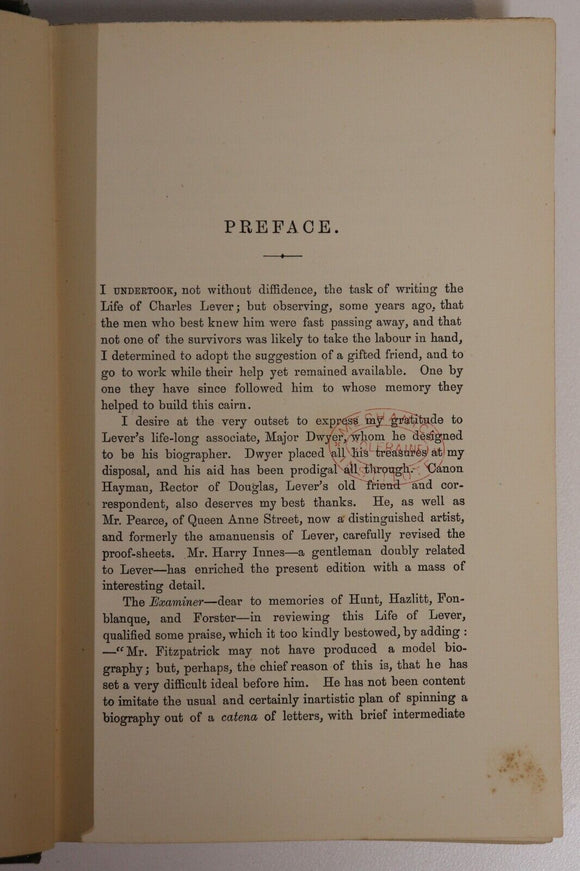 PREFACE.
I UNDERTOOK, not without diffidence, the task of writing the
Life of Charles Lever; but observing, some years ago, that
the men who best knew him were fast passing away, and that
not one of the survivors was likely to take the labour in hand,
I determined to adopt the suggestion of a gifted friend, and to
go to work while their help yet remained available. One by
one they have since followed him to whose memory they
helped to build this cairn.
I desire at the very outset to express my gratitude to
Lever's life-long associate, Major Dwyer, whom he designed
to be his biographer. Dwyer placed all his treasures at my
disposal, and his aid has been prodigal all through. Canon
Hayman, Rector of Douglas, Lever's old friend and cor-
respondent, also deserves my best thanks. He, as well as
Mr. Pearce, of Queen Anne Street, now a distinguished artist,
and formerly the amanuensis of Lever, carefully revised the
proof-sheets. Mr. Harry Innes—a gentleman doubly related
to Lever—has enriched the present edition with a mass of
interesting detail.
The Examiner—dear to memories of Hunt, Hazlitt, Fon-
blanque, and Forster—in reviewing this Life of Lever,
qualified some praise, which it too kindly bestowed, by adding:
—"Mr. Fitzpatrick may not have produced a model bio-
graphy; but, perhaps, the chief reason of this is, that he has
set a very difficult ideal before him. He has not been content
to imitate the usual and certainly inartistic plan of spinning a
biography out of a catena of letters, with brief intermediate
COLERAINE